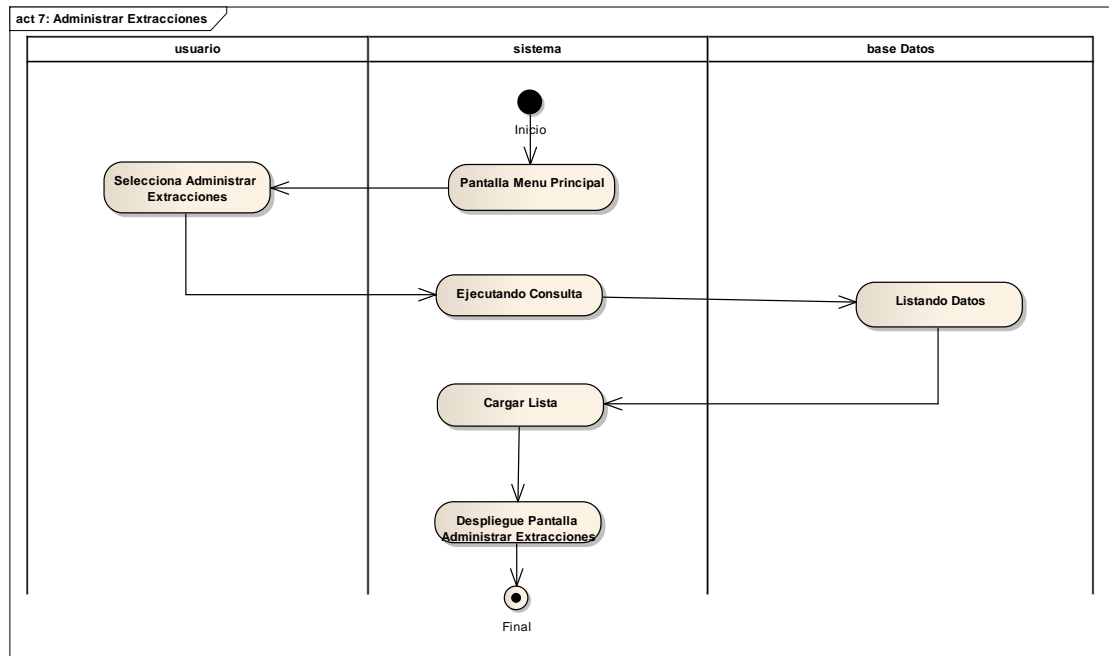 act 7: Administrar Extracciones
usuario
sistema
base Datos
Inicio
Selecciona Administrar
Extracciones
Pantalla Menu Principal
Ejecutando Consulta
Listando Datos
Cargar Lista
Despliegue Pantalla
Administrar Extracciones
Final